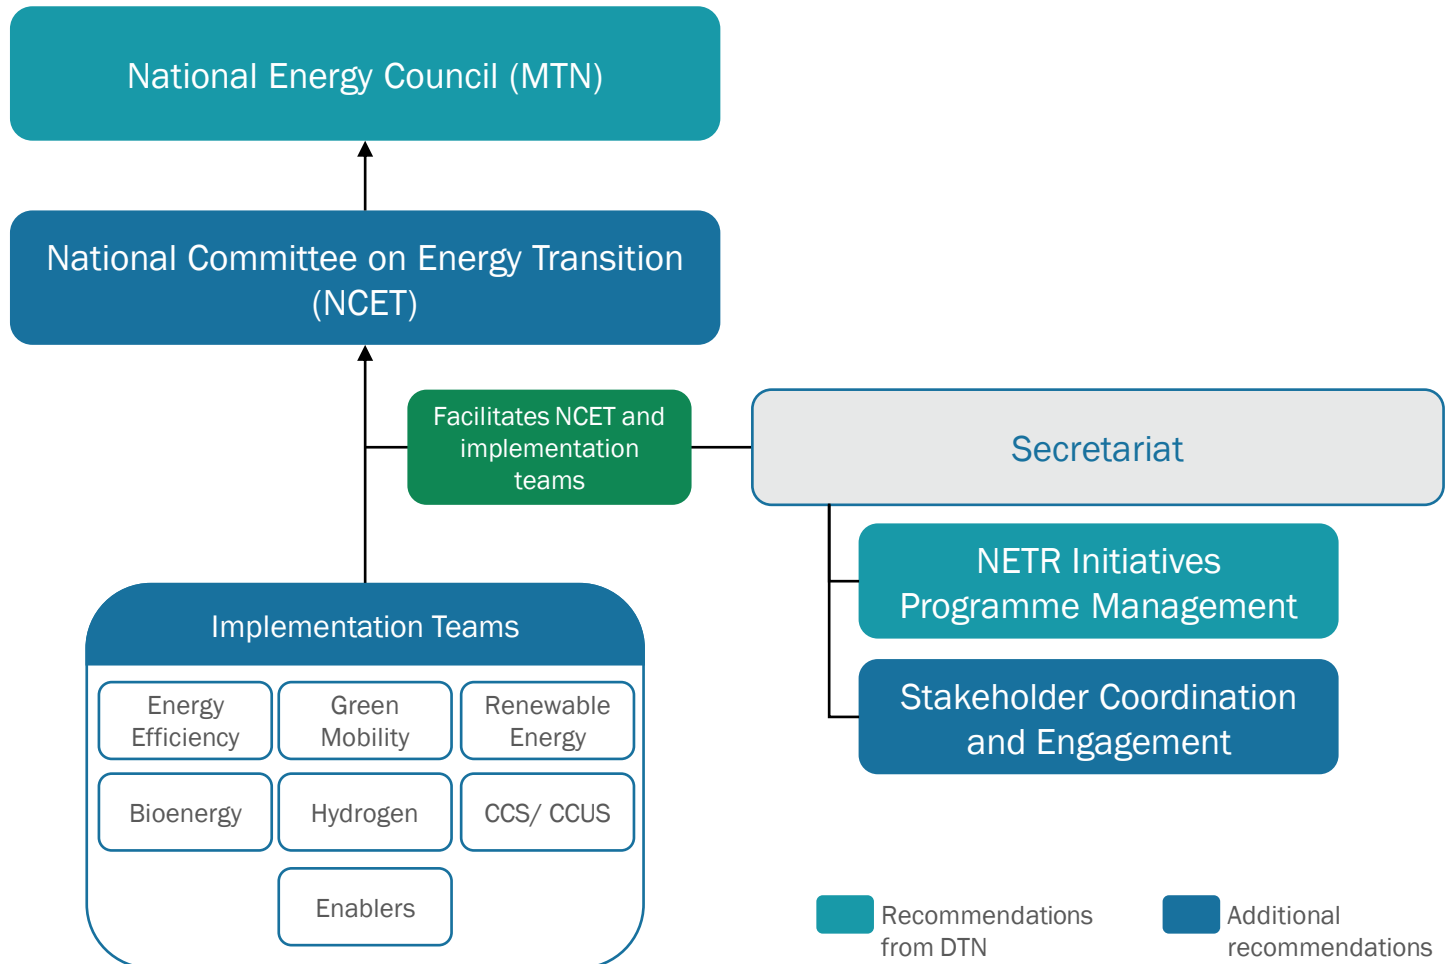 National Energy Council (MTN)
National Committee on Energy Transition
(NCET)
Facilitates NCET and
implementation
teams
Secretariat
NETR Initiatives
Programme Management
Stakeholder Coordination
and Engagement
Implementation Teams
Energy
Efficiency
Green
Mobility
Renewable
Energy
Bioenergy
Hydrogen
CCS/ CCUS
Enablers
Recommendations
from DTN
Additional
recommendations